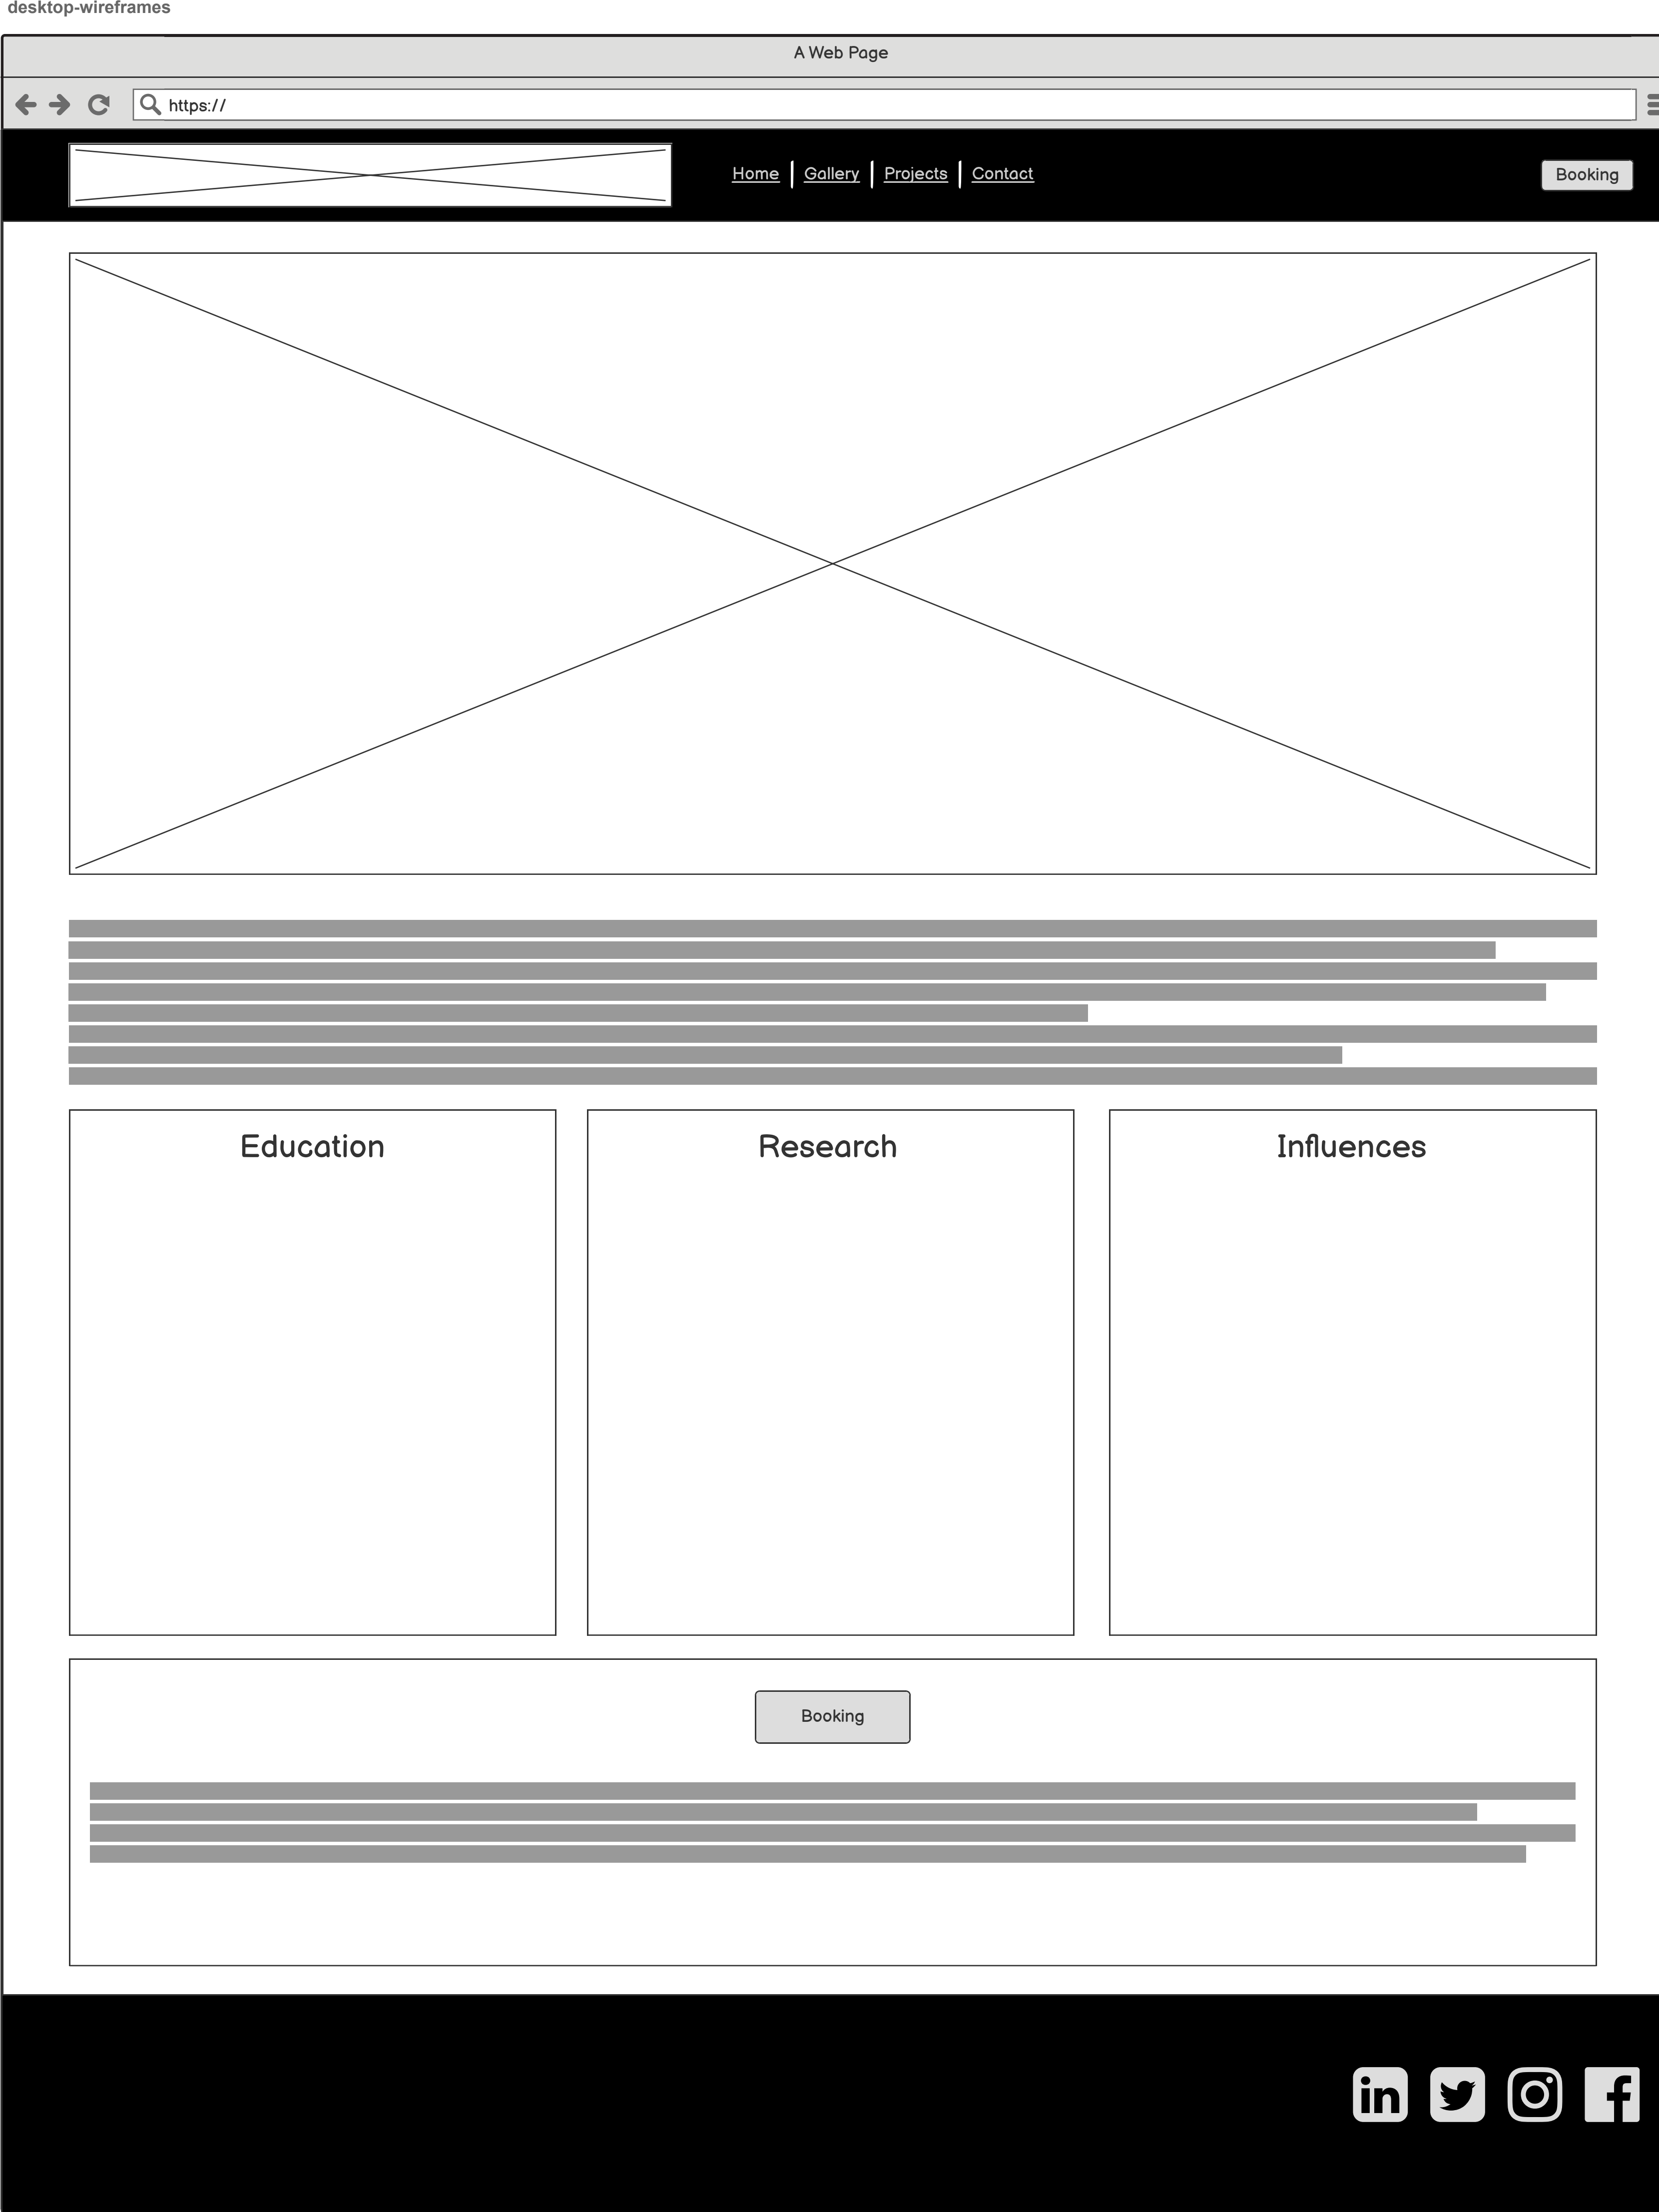 desktop-wireframes
A Web Page
https://
Home Gallery Projects Contact
Booking
Education Research Influences
Booking